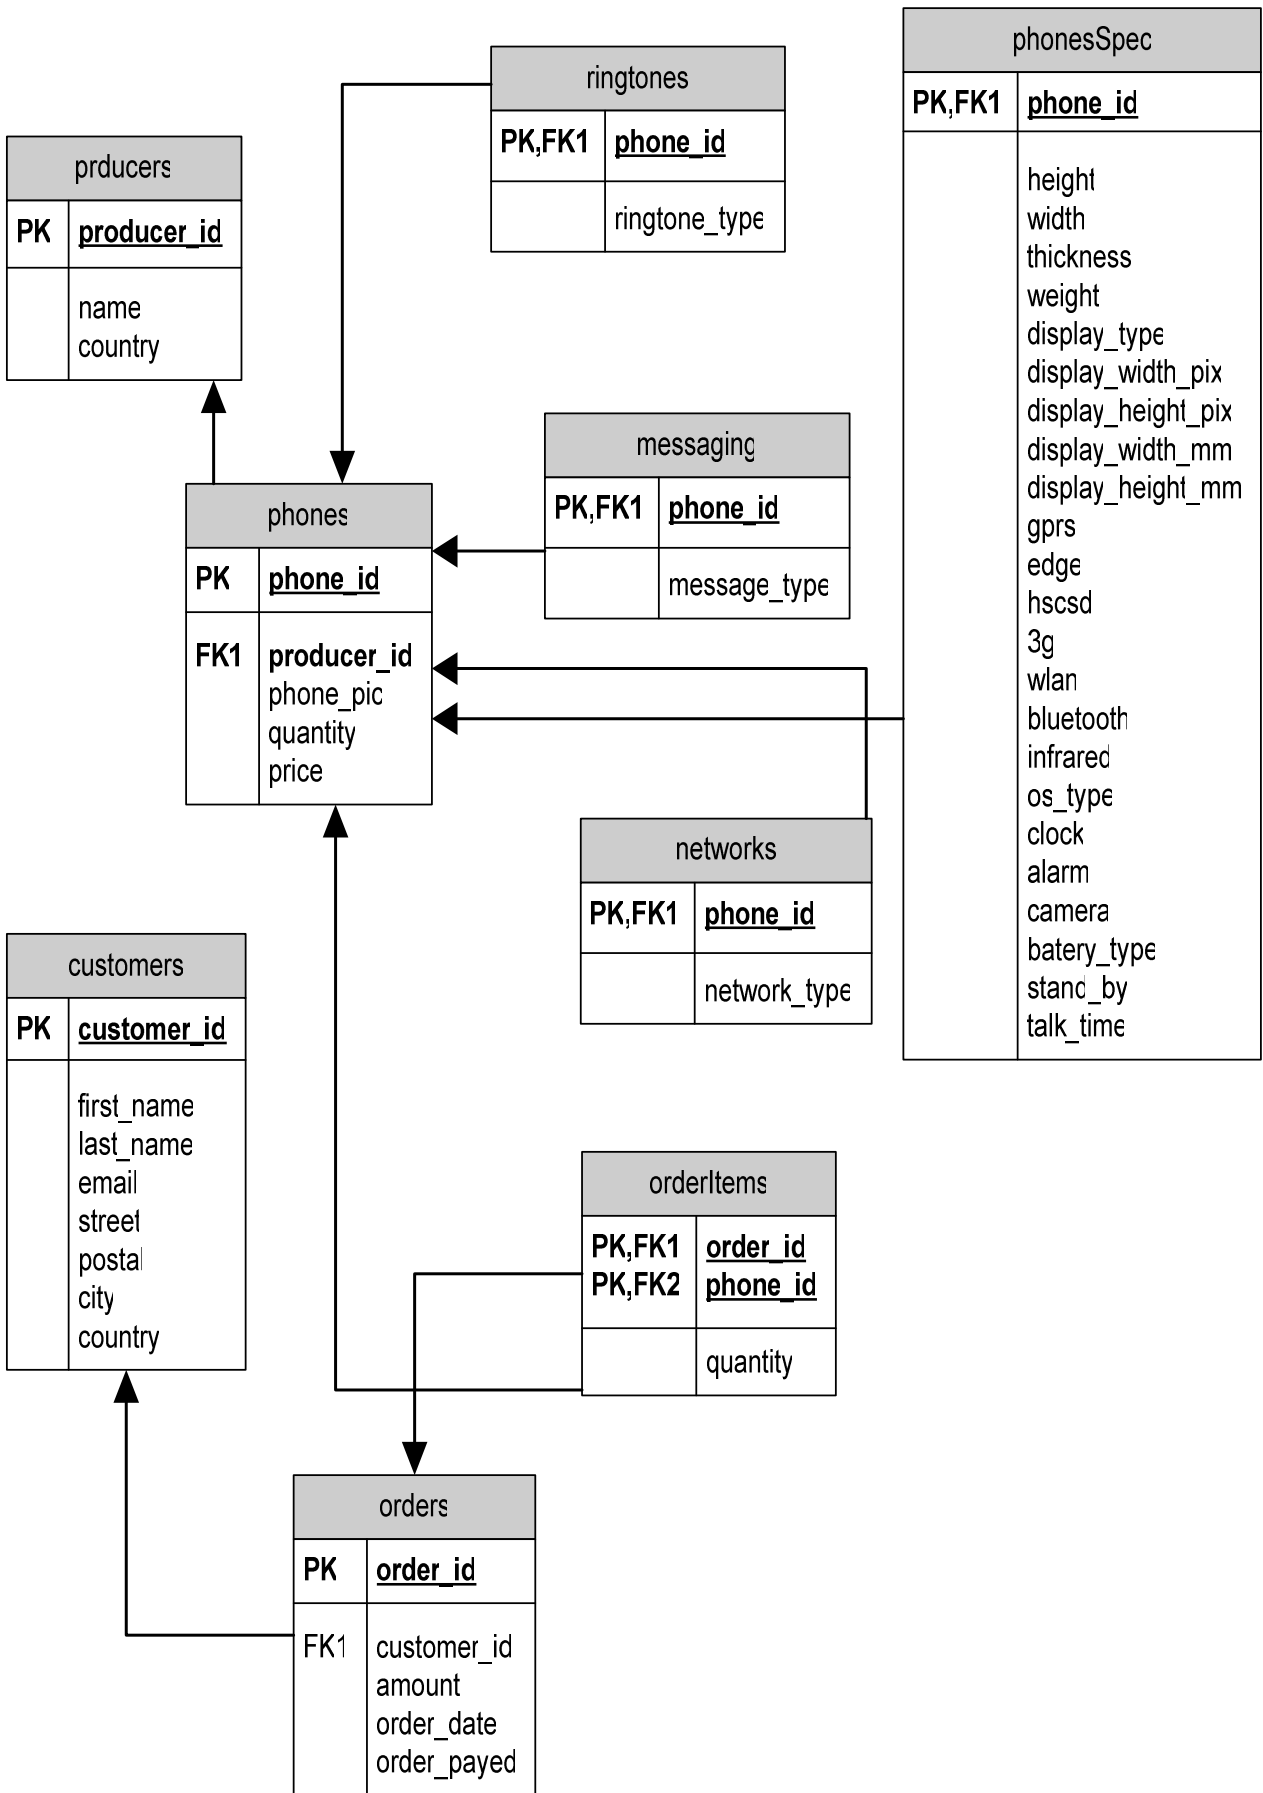 phonesSpec
PK,FK1 phone_id
height
width
thickness
weight
display_type
display_width_pix
display_height_pix
display_width_mm
display_height_mm
gprs
edge
hscsd
3g
wlan
bluetooth
infrared
os_type
clock
alarm
camera
batery_type
stand_by
talk_time
ringtones
PK,FK1 phone_id
ringtone_type
prducers
PK producer_id
name
country
messaging
PK,FK1 phone_id
message_type
phones
PK phone_id
FK1 producer_id
phone_pic
quantity
price
networks
PK,FK1 phone_id
network_type
customers
PK customer_id
first_name
last_name
email
street
postal
city
country
orderItems
PK,FK1 order_id
PK,FK2 phone_id
quantity
orders
PK order_id
FK1 customer_id
amount
order_date
order_payed